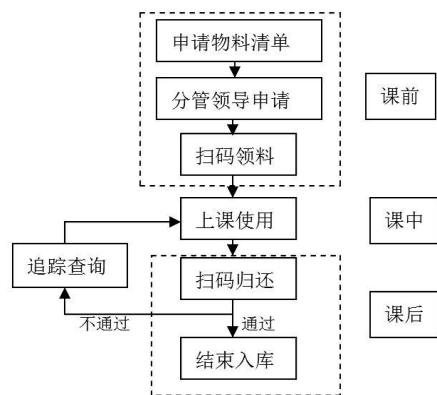 申请物料清单
分管领导申请
课前
扫码领料
上课使用
课中
追踪查询
扫码归还
课后
不通过
通过
结束入库